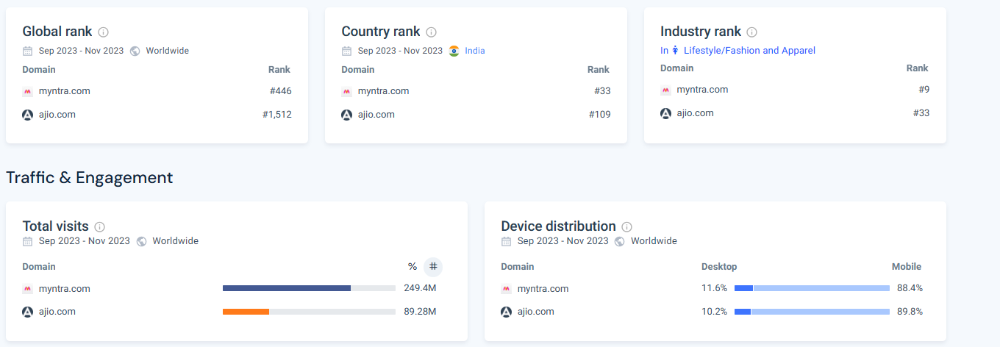 Global rank
Sep 2023 - Nov 2023 Worldwide
Domain Rank
myntra.com #446
ajio.com #1,512
Country rank
Sep 2023 - Nov 2023 India
Domain Rank
myntra.com #33
ajio.com #109
Industry rank
In Lifestyle/Fashion and Apparel
Domain Rank
myntra.com #9
ajio.com #33
Traffic & Engagement
Total visits
Sep 2023 - Nov 2023 Worldwide
Domain % #
myntra.com 249.4M
ajio.com 89.28M
Device distribution
Sep 2023 - Nov 2023 Worldwide
Domain Desktop Mobile
myntra.com 11.6% 88.4%
ajio.com 10.2% 89.8%